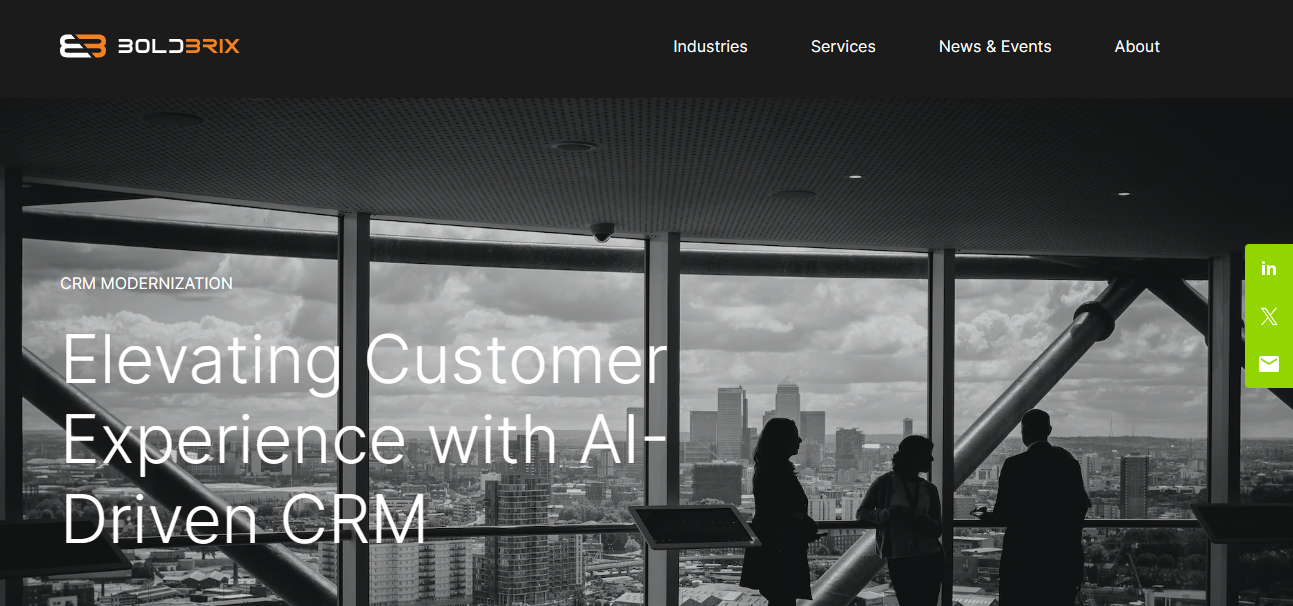 BOLDBRIX
Industries
Services
News & Events
About
CRM MODERNIZATION
Elevating Customer
Experience with AI-
Driven CRM
in
X